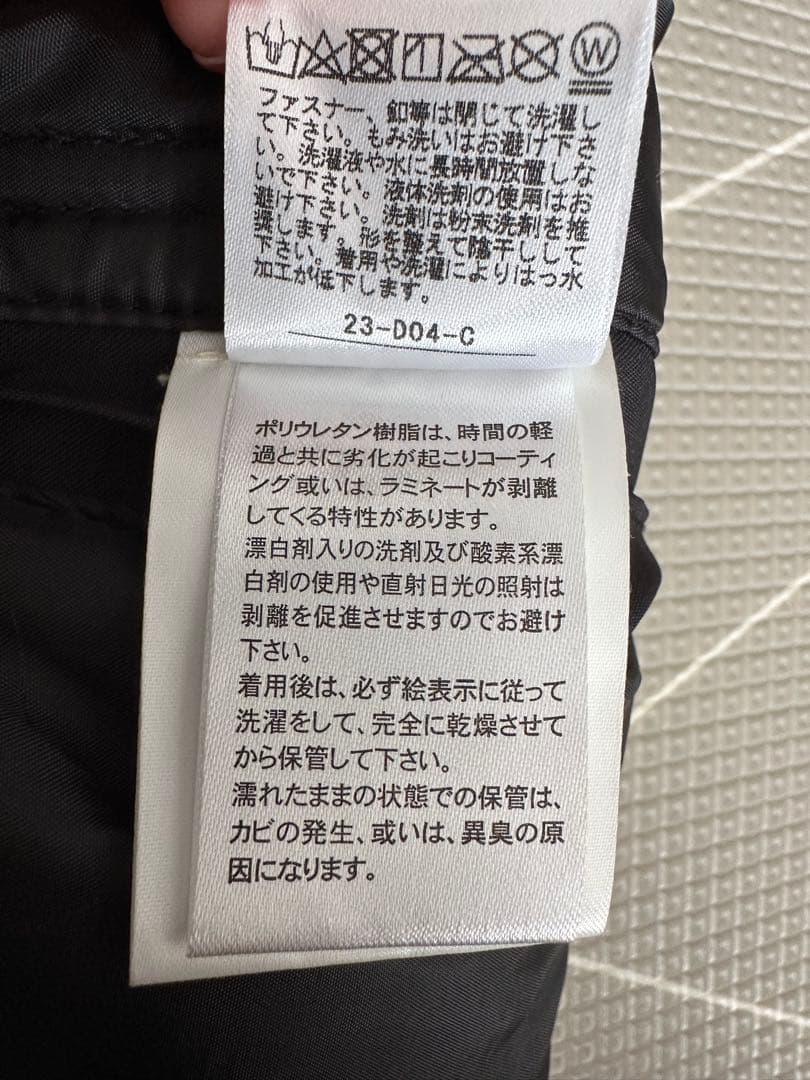 W
ファスナー、釦等は閉じて洗濯し
て下さい。もみ洗いはお避け下さ
い。洗濯液や水に長時間放置しな
いで下さい。液体洗剤の使用はお
避け下さい。洗剤は粉末洗剤を推
奨します。形を整えて陰干しして
下さい。着用や洗濯によりはっ水
加工が低下します。
23-D04-C
ポリウレタン樹脂は、時間の軽
過と共に劣化が起こりコーティ
ング或いは、ラミネートが剥離
してくる特性があります。
漂白剤入りの洗剤及び酸素系漂
白剤の使用や直射日光の照射は
剥離を促進させますのでお避け
下さい。
着用後は、必ず絵表示に従って
洗濯をして、完全に乾燥させて
から保管して下さい。
濡れたままの状態での保管は、
カビの発生、或いは、異臭の原
因になります。